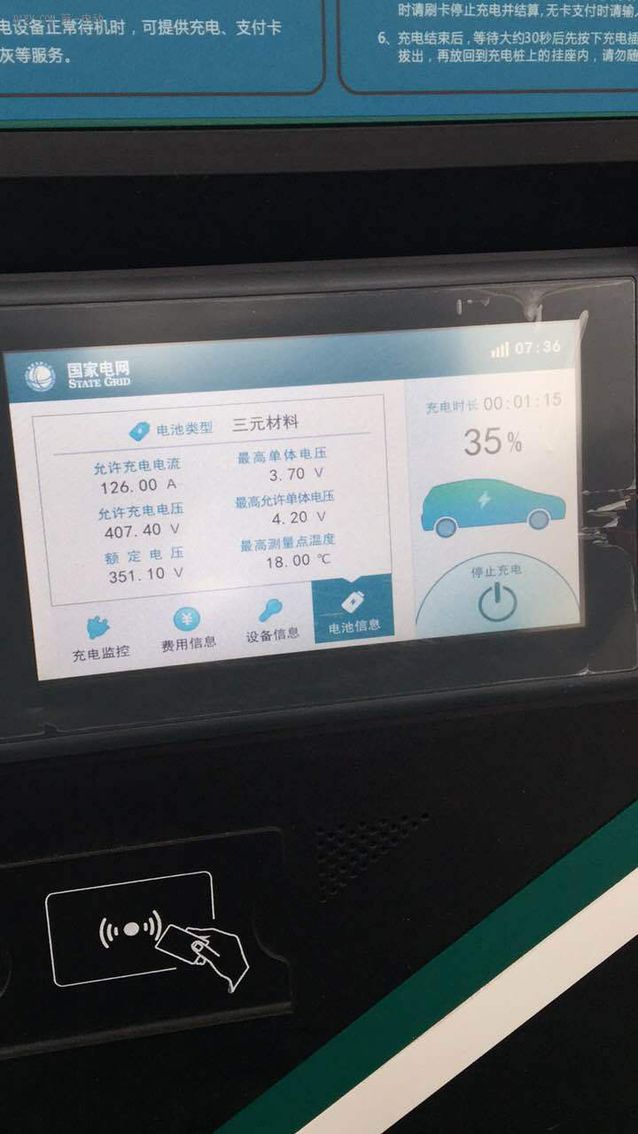 电设备正常待机时，可提供充电、支付卡
灰等服务。
时请刷卡停止充电并结算，无卡支付时请输
6、充电结束后，等待大约30秒后先按下充电插
拨出，再放回到充电桩上的挂座内，请勿随
国家电网
STATE GRID
07:36
电池类型 三元材料
允许充电电流
126.00 A
最高单体电压
3.70 V
允许充电电压
407.40 V
最高允许单体电压
4.20 V
额定电压
351.10 V
最高测量点温度
18.00 ℃
充电时长 00:01:15
35%
停止充电
充电监控
¥
费用信息
设备信息
电池信息